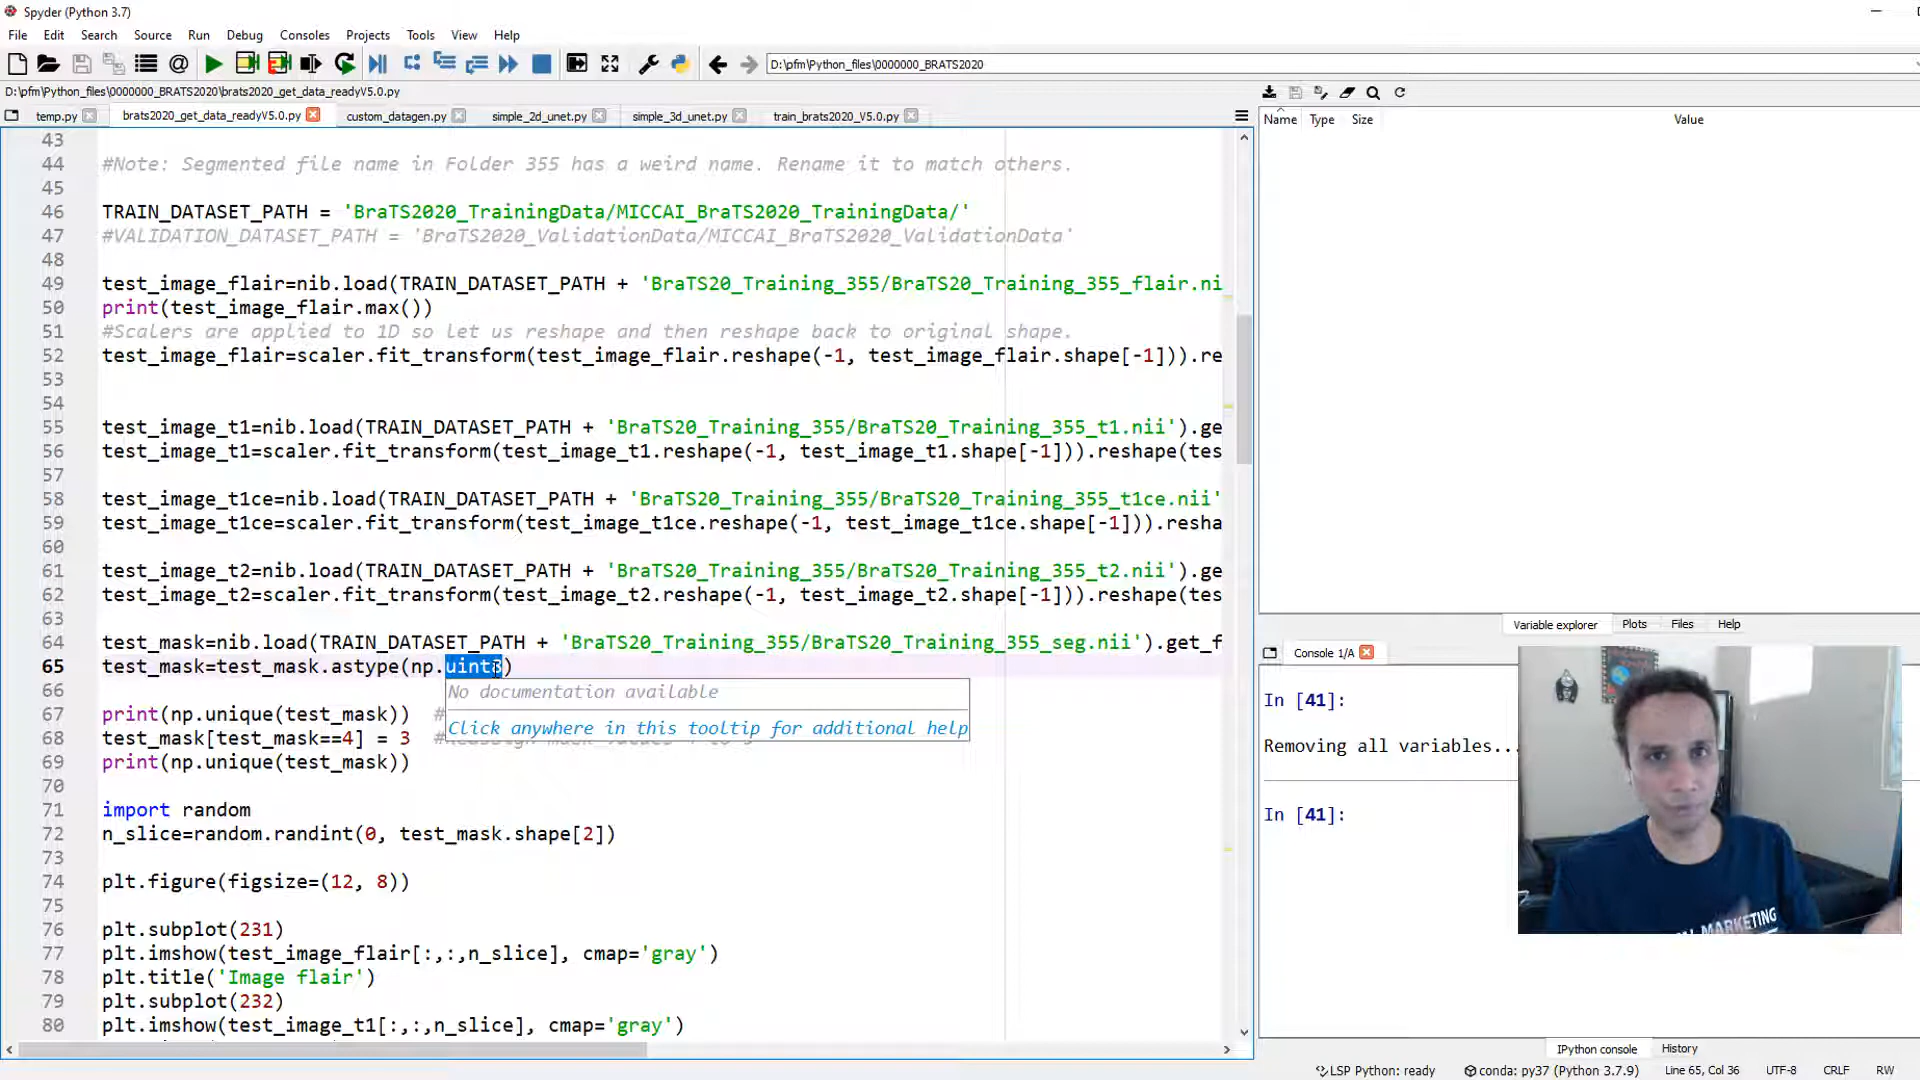 Spyder (Python 3.7)
File Edit Search Source Run Debug Consoles Projects Tools View Help
D:\pfm\Python_files\0000000_BRATS2020
D:\pfm\Python_files\0000000_BRATS2020\brats2020_get_data_readyV5.0.py
temp.py brats2020_get_data_readyV5.0.py custom_datagen.py simple_2d_unet.py simple_3d_unet.py train_brats2020_V5.0.py
Name Type Size Value
43
44 #Note: Segmented file name in Folder 355 has a weird name. Rename it to match others.
45
46 TRAIN_DATASET_PATH = 'BraTS2020_TrainingData/MICCAI_BraTS2020_TrainingData/'
47 #VALIDATION_DATASET_PATH = 'BraTS2020_ValidationData/MICCAI_BraTS2020_ValidationData'
48
49 test_image_flair=nib.load(TRAIN_DATASET_PATH + 'BraTS20_Training_355/BraTS20_Training_355_flair.ni
50 print(test_image_flair.max())
51 #Scalers are applied to 1D so let us reshape and then reshape back to original shape.
52 test_image_flair=scaler.fit_transform(test_image_flair.reshape(-1, test_image_flair.shape[-1])).re
53
54
55 test_image_t1=nib.load(TRAIN_DATASET_PATH + 'BraTS20_Training_355/BraTS20_Training_355_t1.nii').ge
56 test_image_t1=scaler.fit_transform(test_image_t1.reshape(-1, test_image_t1.shape[-1])).reshape(tes
57
58 test_image_t1ce=nib.load(TRAIN_DATASET_PATH + 'BraTS20_Training_355/BraTS20_Training_355_t1ce.nii'
59 test_image_t1ce=scaler.fit_transform(test_image_t1ce.reshape(-1, test_image_t1ce.shape[-1])).resha
60
61 test_image_t2=nib.load(TRAIN_DATASET_PATH + 'BraTS20_Training_355/BraTS20_Training_355_t2.nii').ge
62 test_image_t2=scaler.fit_transform(test_image_t2.reshape(-1, test_image_t2.shape[-1])).reshape(tes
63
64 test_mask=nib.load(TRAIN_DATASET_PATH + 'BraTS20_Training_355/BraTS20_Training_355_seg.nii').get_f
65 test_mask=test_mask.astype(np.uint8)
66
No documentation available
67 print(np.unique(test_mask)) #
Click anywhere in this tooltip for additional help
68 test_mask[test_mask==4] = 3
69 print(np.unique(test_mask))
70
71 import random
72 n_slice=random.randint(0, test_mask.shape[2])
73
74 plt.figure(figsize=(12, 8))
75
76 plt.subplot(231)
77 plt.imshow(test_image_flair[:,:,n_slice], cmap='gray')
78 plt.title('Image flair')
79 plt.subplot(232)
80 plt.imshow(test_image_t1[:,:,n_slice], cmap='gray')
Variable explorer Plots Files Help
Console 1/A
In [41]:
Removing all variables...
In [41]:
MARKETING
IPython console History
LSP Python: ready conda: py37 (Python 3.7.9) Line 65, Col 36 UTF-8 CRLF RW